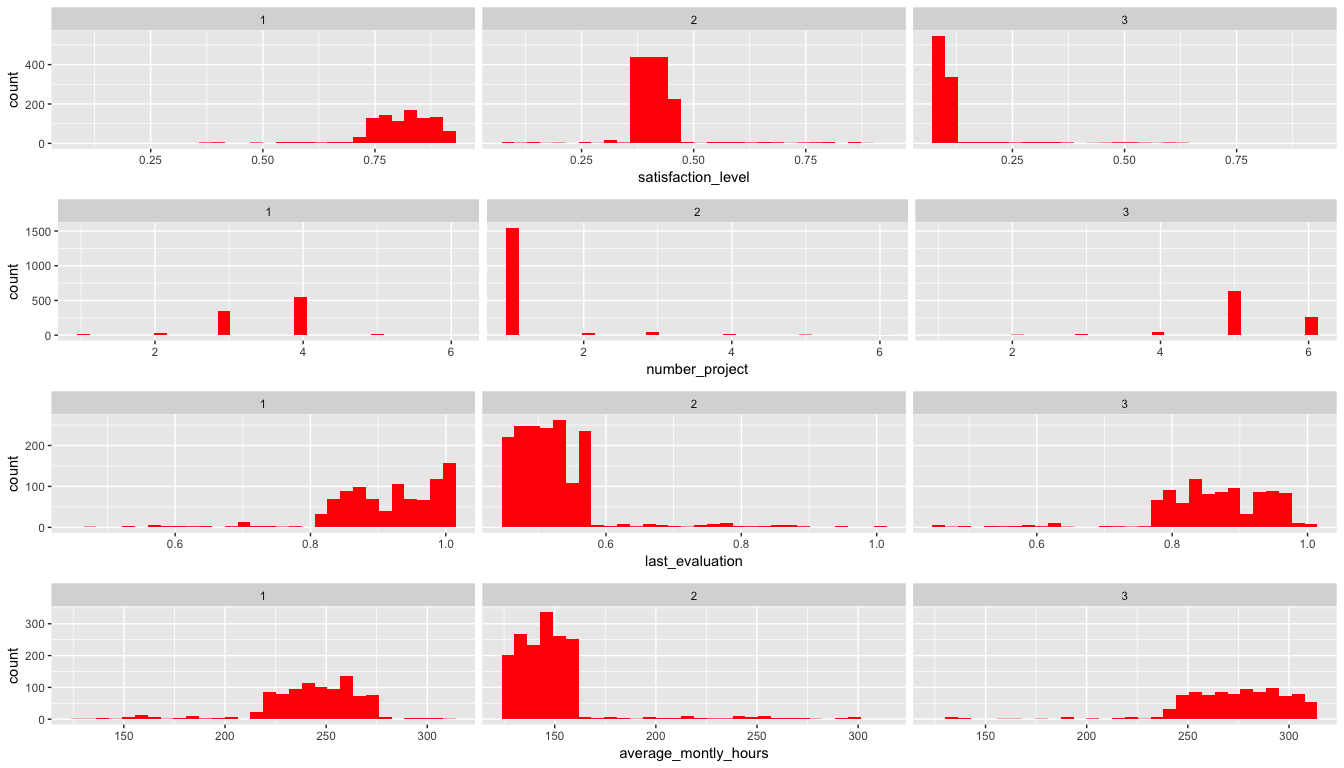 1 2 3
400
200
0
count
0.25 0.50 0.75 0.25 0.50 0.75 0.25 0.50 0.75
satisfaction_level
1 2 3
1500
1000
500
0
count
2 4 6 2 4 6 2 4 6
number_project
1 2 3
200
100
0
count
0.6 0.8 1.0 0.6 0.8 1.0 0.6 0.8 1.0
last_evaluation
1 2 3
300
200
100
0
count
150 200 250 300 150 200 250 300 150 200 250 300
average_montly_hours